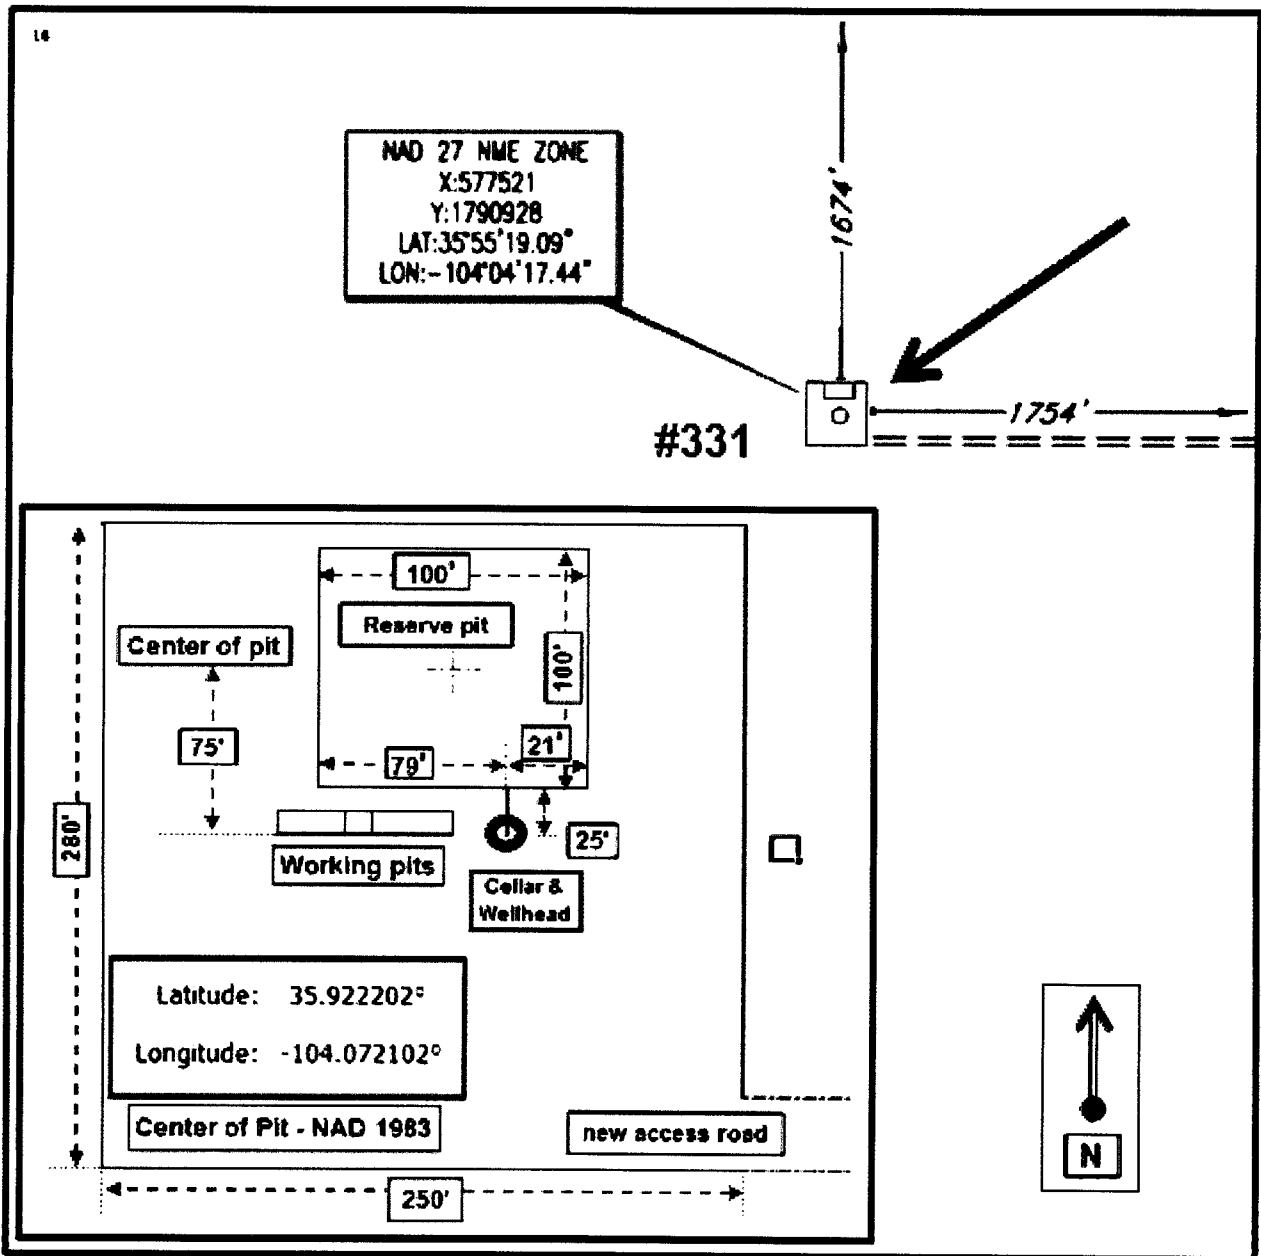 16
NAD 27 NME ZONE
X:577521
Y:1790928
LAT:35°55'19.09"
LON:-104°04'17.44"
1674'
1754'
#331
100'
Reserve pit
Center of pit
100'
75'
21'
79'
280'
25'
Working pits
Cellar &
Wellhead
Latitude: 35.922202°
Longitude: -104.072102°
Center of Pit - NAD 1983
new access road
250'
N